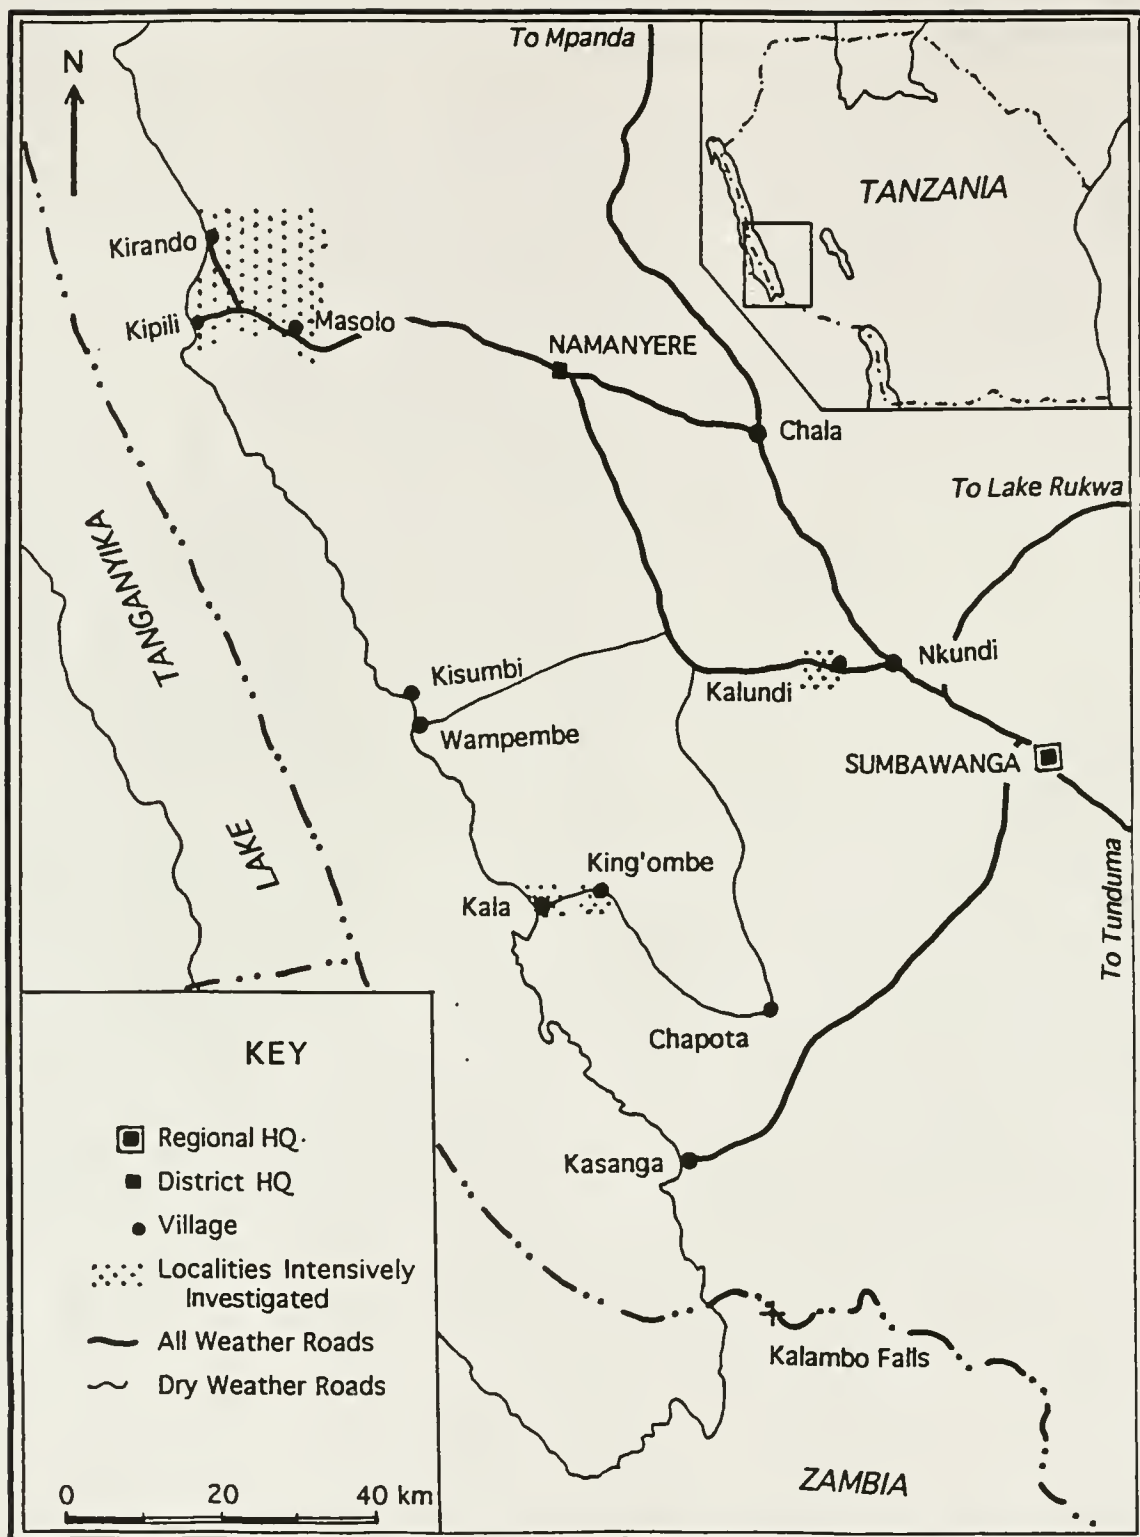 To Mpanda
N
TANZANIA
Kirando
Kipili
Masolo
NAMANYERE
Chala
To Lake Rukwa
LAKE TANGANYIKA
Kisumbi
Wampembe
Nkundi
Kalundi
SUMBAWANGA
King'ombe
Kala
To Tunduma
Chapota
KEY
Regional HQ
District HQ
Village
Localities Intensively
Investigated
All Weather Roads
Dry Weather Roads
Kasanga
Kalambo Falls
ZAMBIA
0 20 40 km